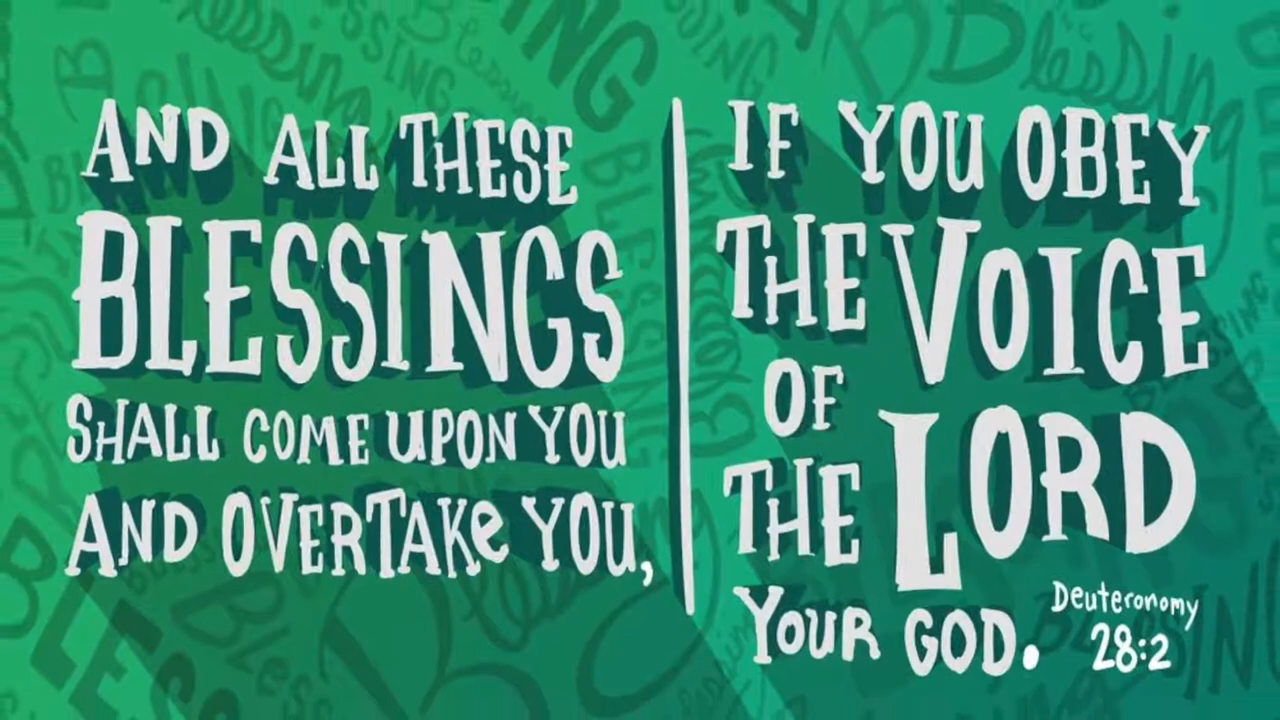 AND ALL THESE
BLESSINGS
SHALL COME UPON YOU
AND OVERTAKE YOU,
IF YOU OBEY
THE VOICE
OF
THE LORD
YOUR GOD.
Deuteronomy
28:2